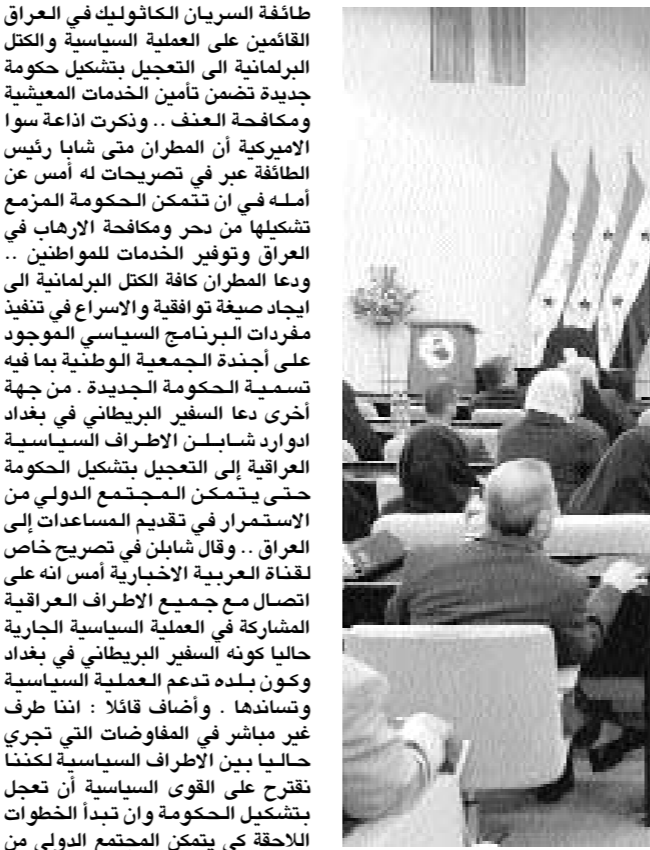 طائفة السريان الكاثوليك في العراق
القائمين على العملية السياسية والكتل
البرلمانية الى التعجيل بتشكيل حكومة
جديدة تضمن تأمين الخدمات المعيشية
ومكافحة العنف .. وذكرت اذاعة سوا
الاميركية أن المطران متى شابا رئيس
الطائفة عبر في تصريحات له أمس عن
أمله في ان تتمكن الحكومة المزمع
تشكيلها من دحر ومكافحة الارهاب في
العراق وتوفير الخدمات للمواطنين ..
ودعا المطران كافة الكتل البرلمانية الى
ايجاد صيغة توافقية والاسراع في تنفيذ
مفردات البرنامج السياسي الموجود
على أجندة الجمعية الوطنية بما فيه
تسمية الحكومة الجديدة . من جهة
أخرى دعا السفير البريطاني في بغداد
ادوارد شابلن الاطراف السياسية
العراقية إلى التعجيل بتشكيل الحكومة
حتى يتمكن المجتمع الدولي من
الاستمرار في تقديم المساعدات إلى
العراق .. وقال شابلن في تصريح خاص
لقناة العربية الاخبارية أمس انه على
اتصال مع جميع الاطراف العراقية
المشاركة في العملية السياسية الجارية
حاليا كونه السفير البريطاني في بغداد
وكون بلده تدعم العملية السياسية
وتساندها . وأضاف قائلا : اننا طرف
غير مباشر في المفاوضات التي تجري
حاليا بين الاطراف السياسية لكننا
نقترح على القوى السياسية أن تعجل
بتشكيل الحكومة وان تبدأ الخطوات
اللاحقة كي يتمكن المجتمع الدولي من